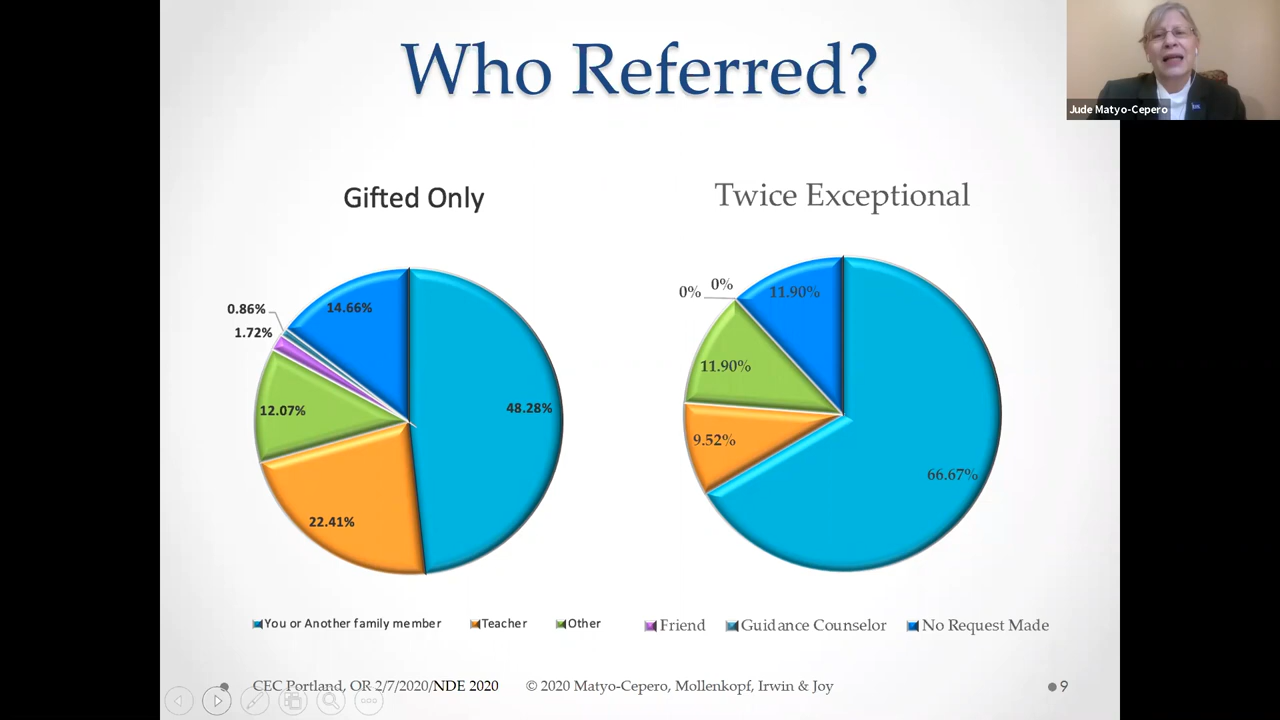 Who Referred?
Jude Matyo-Cepero
Gifted Only
Twice Exceptional
0.86%
1.72%
14.66%
12.07%
48.28%
22.41%
0%
0%
11.90%
11.90%
9.52%
66.67%
You or Another family member
Teacher
Other
Friend
Guidance Counselor
No Request Made
CEC Portland, OR 2/7/2020/NDE 2020
© 2020 Matyo-Cepero, Mollenkopf, Irwin & Joy
9